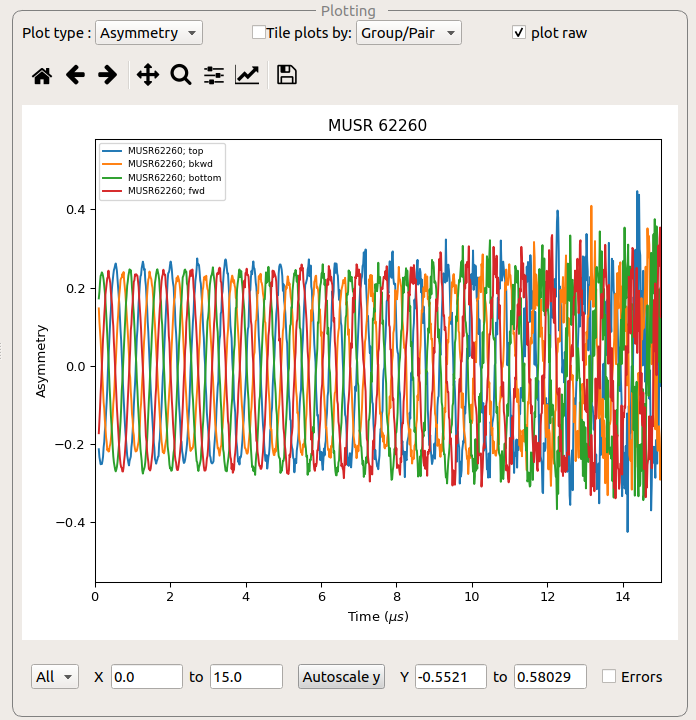 Plotting
Plot type : Asymmetry Tile plots by: Group/Pair plot raw
MUSR 62260
MUSR62260; top
MUSR62260; bkwd
MUSR62260; bottom
MUSR62260; fwd
0.4
0.2
0.0
−0.2
−0.4
Asymmetry
0 2 4 6 8 10 12 14
Time (μs)
All X 0.0 to 15.0 Autoscale y Y -0.5521 to 0.58029 Errors